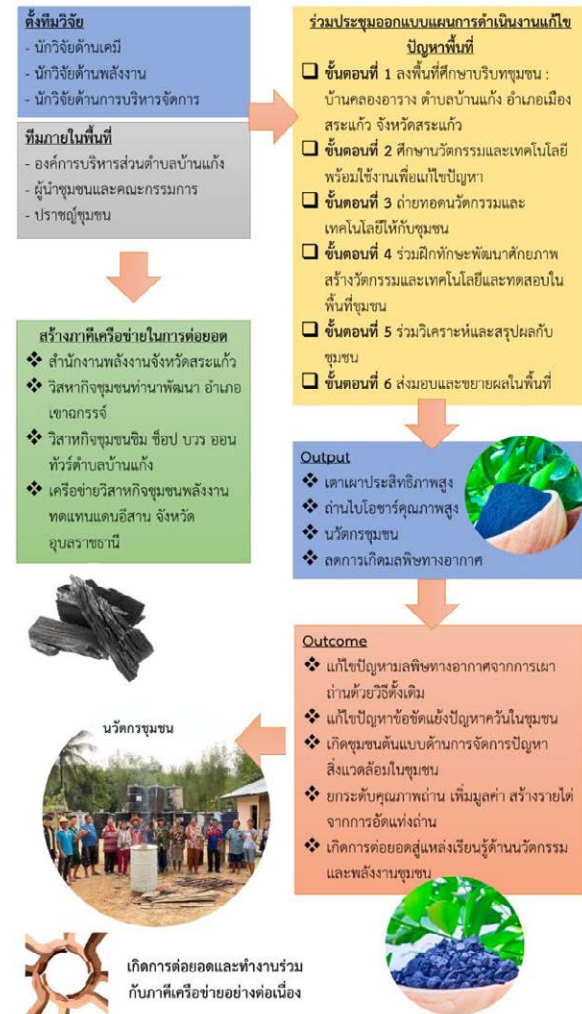 ตั้งทีมวิจัย
- นักวิจัยด้านเคมี
- นักวิจัยด้านพลังงาน
- นักวิจัยด้านการบริหารจัดการ
ทีมภายในพื้นที่
- องค์การบริหารส่วนตำบลบ้านแก้ง
- ผู้นำชุมชนและคณะกรรมการ
- ปราชญ์ชุมชน
ร่วมประชุมออกแบบแผนการดำเนินงานแก้ไข
ปัญหาพื้นที่
❑ ขั้นตอนที่ 1 ลงพื้นที่ศึกษาบริบทชุมชน :
บ้านคลองอาราง ตำบลบ้านแก้ง อำเภอเมือง
สระแก้ว จังหวัดสระแก้ว
❑ ขั้นตอนที่ 2 ศึกษานวัตกรรมและเทคโนโลยี
พร้อมใช้งานเพื่อแก้ไขปัญหา
❑ ขั้นตอนที่ 3 ถ่ายทอดนวัตกรรมและ
เทคโนโลยีให้กับชุมชน
❑ ขั้นตอนที่ 4 ร่วมฝึกทักษะพัฒนาศักยภาพ
สร้างวัตกรรมและเทคโนโลยีและทดสอบใน
พื้นที่ชุมชน
❑ ขั้นตอนที่ 5 ร่วมวิเคราะห์และสรุปผลกับ
ชุมชน
❑ ขั้นตอนที่ 6 ส่งมอบและขยายผลในพื้นที่
สร้างภาคีเครือข่ายในการต่อยอด
❖ สำนักงานพลังงานจังหวัดสระแก้ว
❖ วิสหากิจชุมชนท่านาพัฒนา อำเภอ
เขาฉกรรจ์
❖ วิสาหกิจชุมชนชิม ช็อป บวร ออน
ทัวร์ตำบลบ้านแก้ง
❖ เครือข่ายวิสาหกิจชุมชนพลังงาน
ทดแทนแดนอีสาน จังหวัด
อุบลราชธานี
Output
❖ เตาเผาประสิทธิภาพสูง
❖ ถ่านไบโอชาร์คุณภาพสูง
❖ นวัตกรชุมชน
❖ ลดการเกิดมลพิษทางอากาศ
Outcome
❖ แก้ไขปัญหามลพิษทางอากาศจากการเผา
ถ่านด้วยวิธีดั้งเดิม
❖ แก้ไขปัญหาข้อขัดแย้งปัญหาควันในชุมชน
❖ เกิดชุมชนต้นแบบด้านการจัดการปัญหา
สิ่งแวดล้อมในชุมชน
❖ ยกระดับคุณภาพถ่าน เพิ่มมูลค่า สร้างรายได้
จากการอัดแท่งถ่าน
❖ เกิดการต่อยอดสู่แหล่งเรียนรู้ด้านนวัตกรรม
และพลังงานชุมชน
นวัตกรชุมชน
เกิดการต่อยอดและทำงานร่วม
กับภาคีเครือข่ายอย่างต่อเนื่อง